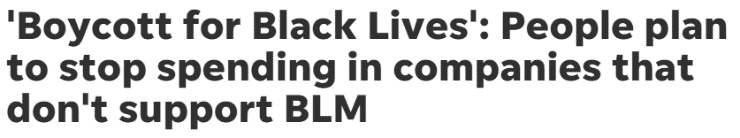 'Boycott for Black Lives': People plan
to stop spending in companies that
don't support BLM